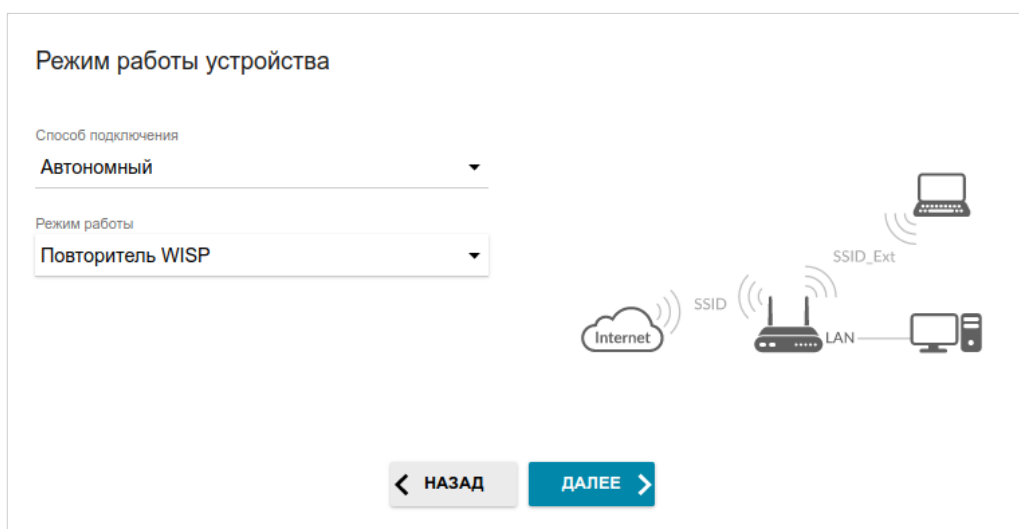 Режим работы устройства
Способ подключения
Автономный
Режим работы
Повторитель WISP
SSID_Ext
SSID
Internet
LAN
НАЗАД
ДАЛЕЕ